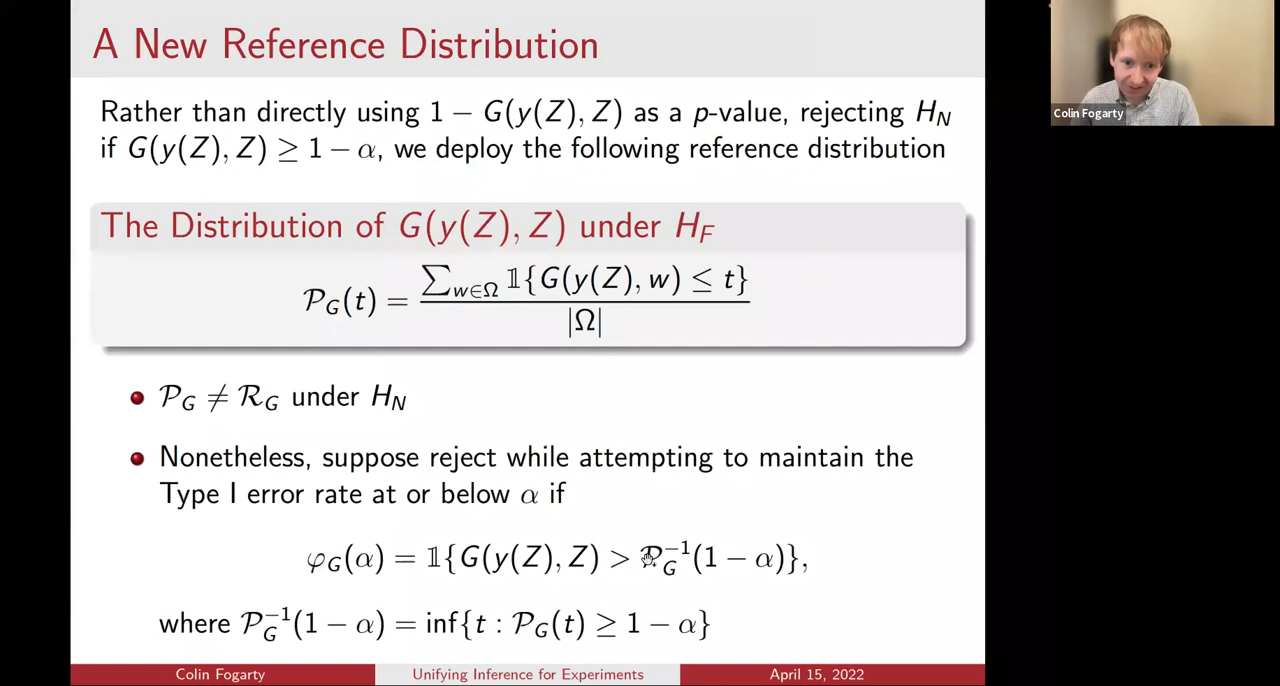 A New Reference Distribution
Rather than directly using 1 − G(y(Z), Z) as a p-value, rejecting H_N
if G(y(Z), Z) ≥ 1 − α, we deploy the following reference distribution
The Distribution of G(y(Z), Z) under H_F
𝒫_G(t) = ∑_{w∈Ω} 𝟙{G(y(Z), w) ≤ t} / |Ω|
𝒫_G ≠ ℛ_G under H_N
Nonetheless, suppose reject while attempting to maintain the
Type I error rate at or below α if
φ_G(α) = 𝟙{G(y(Z), Z) > 𝒫_G^{−1}(1 − α)},
where 𝒫_G^{−1}(1 − α) = inf{t : 𝒫_G(t) ≥ 1 − α}
Colin Fogarty Unifying Inference for Experiments April 15, 2022
Colin Fogarty